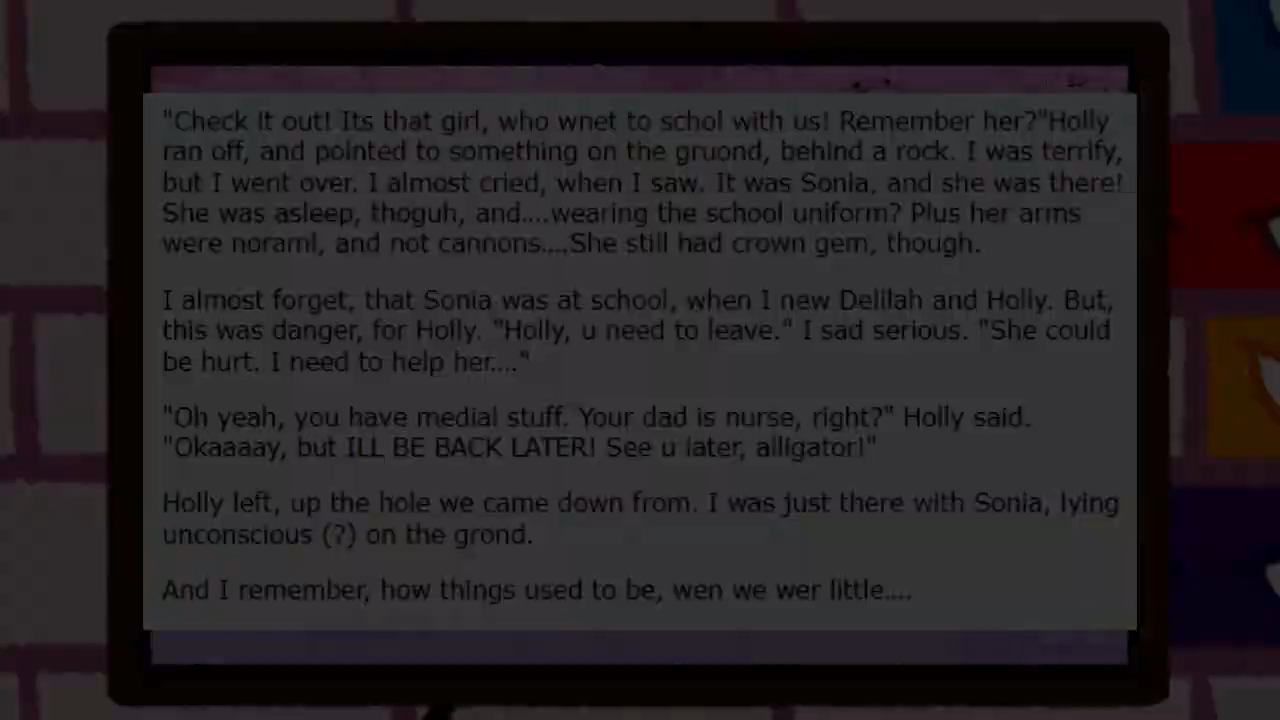 "Check it out! Its that girl, who wnet to schol with us! Remember her?"Holly
ran off, and pointed to something on the gruond, behind a rock. I was terrify,
but I went over. I almost cried, when I saw. It was Sonia, and she was there!
She was asleep, thoguh, and....wearing the school uniform? Plus her arms
were noraml, and not cannons....She still had crown gem, though.
I almost forget, that Sonia was at school, when I new Delilah and Holly. But,
this was danger, for Holly. "Holly, u need to leave." I sad serious. "She could
be hurt. I need to help her...."
"Oh yeah, you have medial stuff. Your dad is nurse, right?" Holly said.
"Okaaaay, but ILL BE BACK LATER! See u later, alligator!"
Holly left, up the hole we came down from. I was just there with Sonia, lying
unconscious (?) on the grond.
And I remember, how things used to be, wen we wer little....